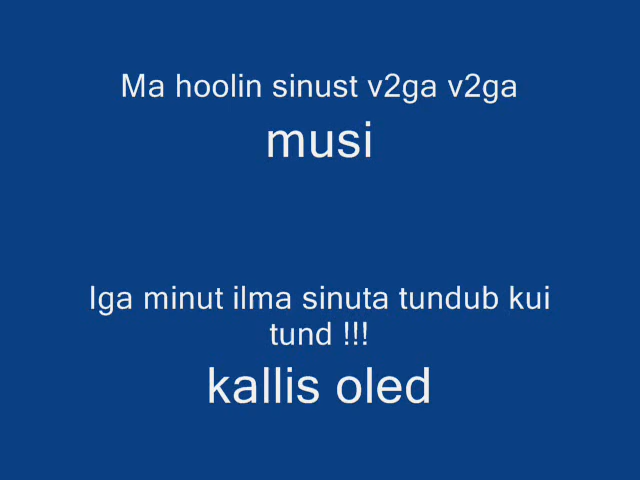 Ma hoolin sinust v2ga v2ga
musi
Iga minut ilma sinuta tundub kui
tund !!!
kallis oled